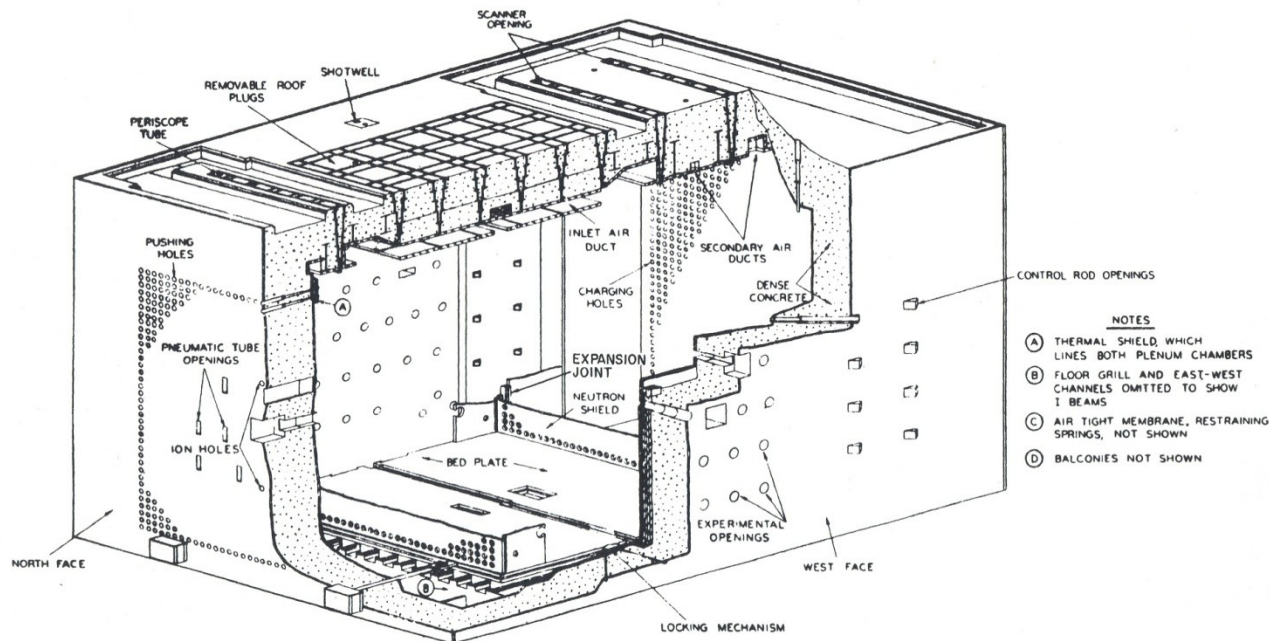 SCANNER
OPENING
SHOTWELL
REMOVABLE ROOF
PLUGS
PERISCOPE
TUBE
PUSHING
HOLES
INLET AIR
DUCT
SECONDARY AIR
DUCTS
CHARGING
HOLES
DENSE
CONCRETE
CONTROL ROD OPENINGS
A
PNEUMATIC TUBE
OPENINGS
EXPANSION
JOINT
NEUTRON
SHIELD
ION HOLES
BED PLATE
EXPERIMENTAL
OPENINGS
NORTH FACE
WEST FACE
B
LOCKING MECHANISM
NOTES
A THERMAL SHIELD, WHICH
LINES BOTH PLENUM CHAMBERS
B FLOOR GRILL AND EAST-WEST
CHANNELS OMITTED TO SHOW
I BEAMS
C AIR TIGHT MEMBRANE, RESTRAINING
SPRINGS, NOT SHOWN
D BALCONIES NOT SHOWN